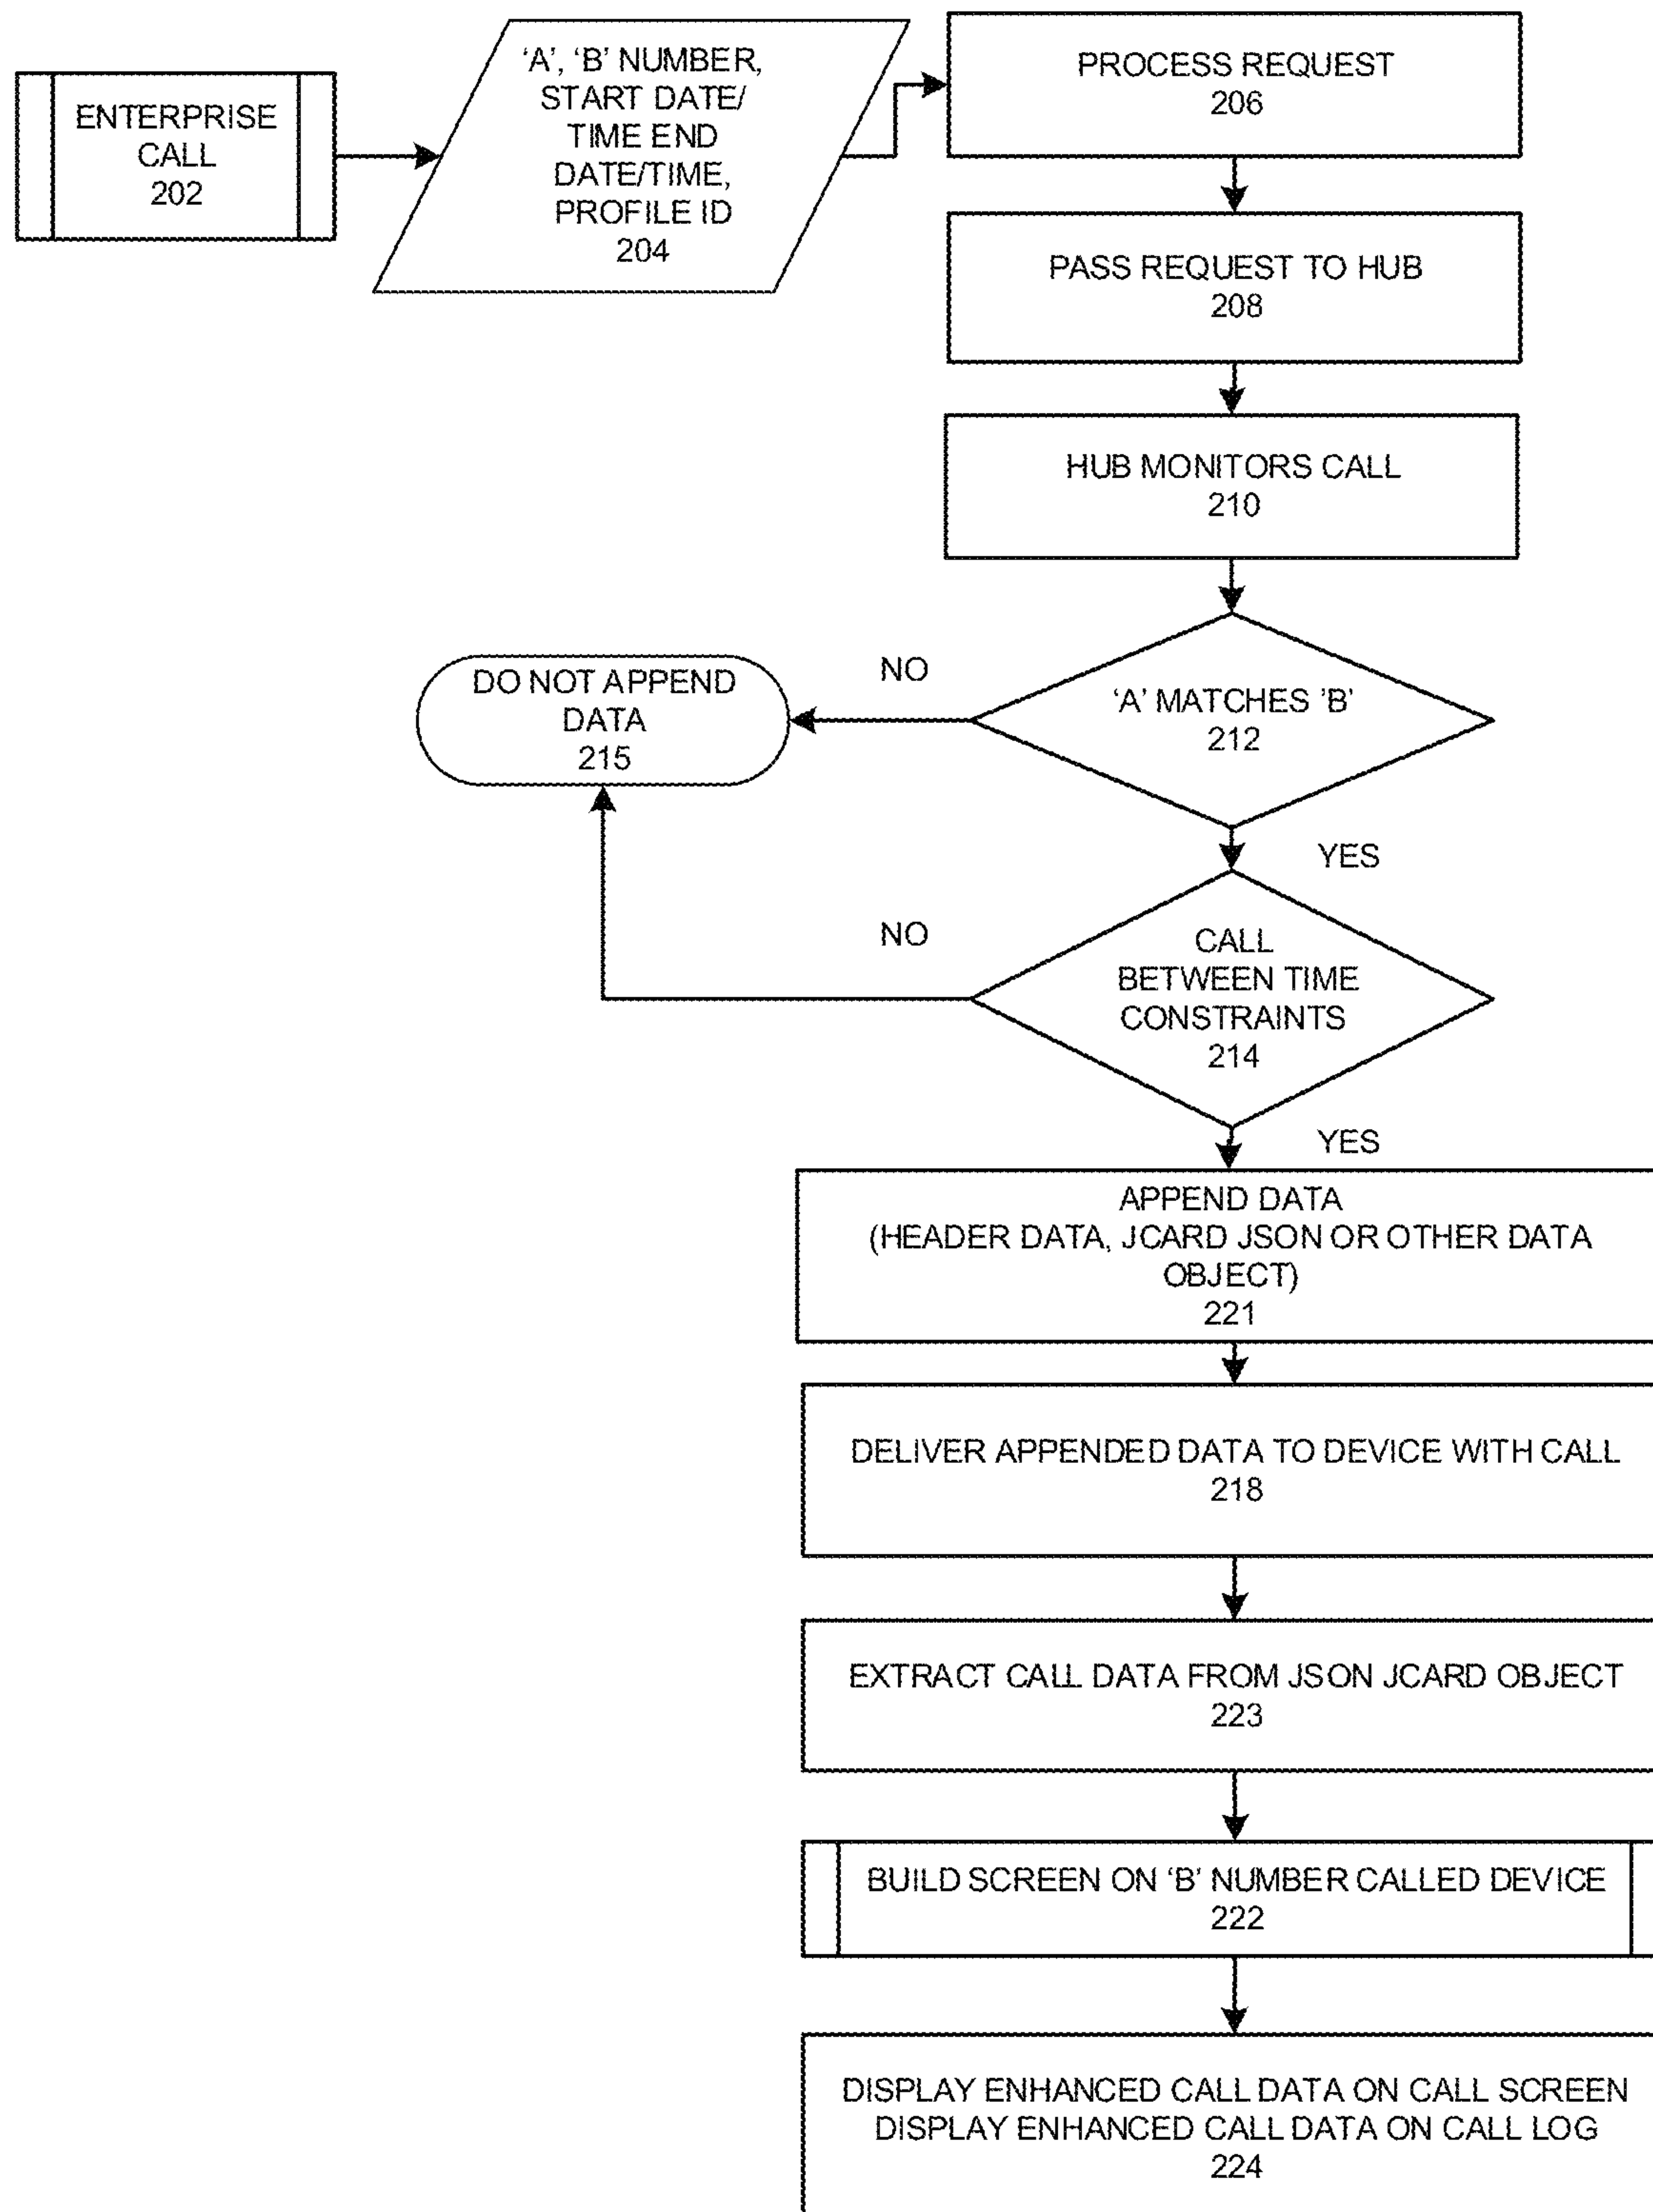 ENTERPRISE
CALL
202
‘A’, ‘B’ NUMBER,
START DATE/
TIME END
DATE/TIME,
PROFILE ID
204
PROCESS REQUEST
206
PASS REQUEST TO HUB
208
HUB MONITORS CALL
210
‘A’ MATCHES ’B’
212
NO
DO NOT APPEND
DATA
215
YES
CALL
BETWEEN TIME
CONSTRAINTS
214
NO
YES
APPEND DATA
(HEADER DATA, JCARD JSON OR OTHER DATA
OBJECT)
221
DELIVER APPENDED DATA TO DEVICE WITH CALL
218
EXTRACT CALL DATA FROM JSON JCARD OBJECT
223
BUILD SCREEN ON ‘B’ NUMBER CALLED DEVICE
222
DISPLAY ENHANCED CALL DATA ON CALL SCREEN
DISPLAY ENHANCED CALL DATA ON CALL LOG
224